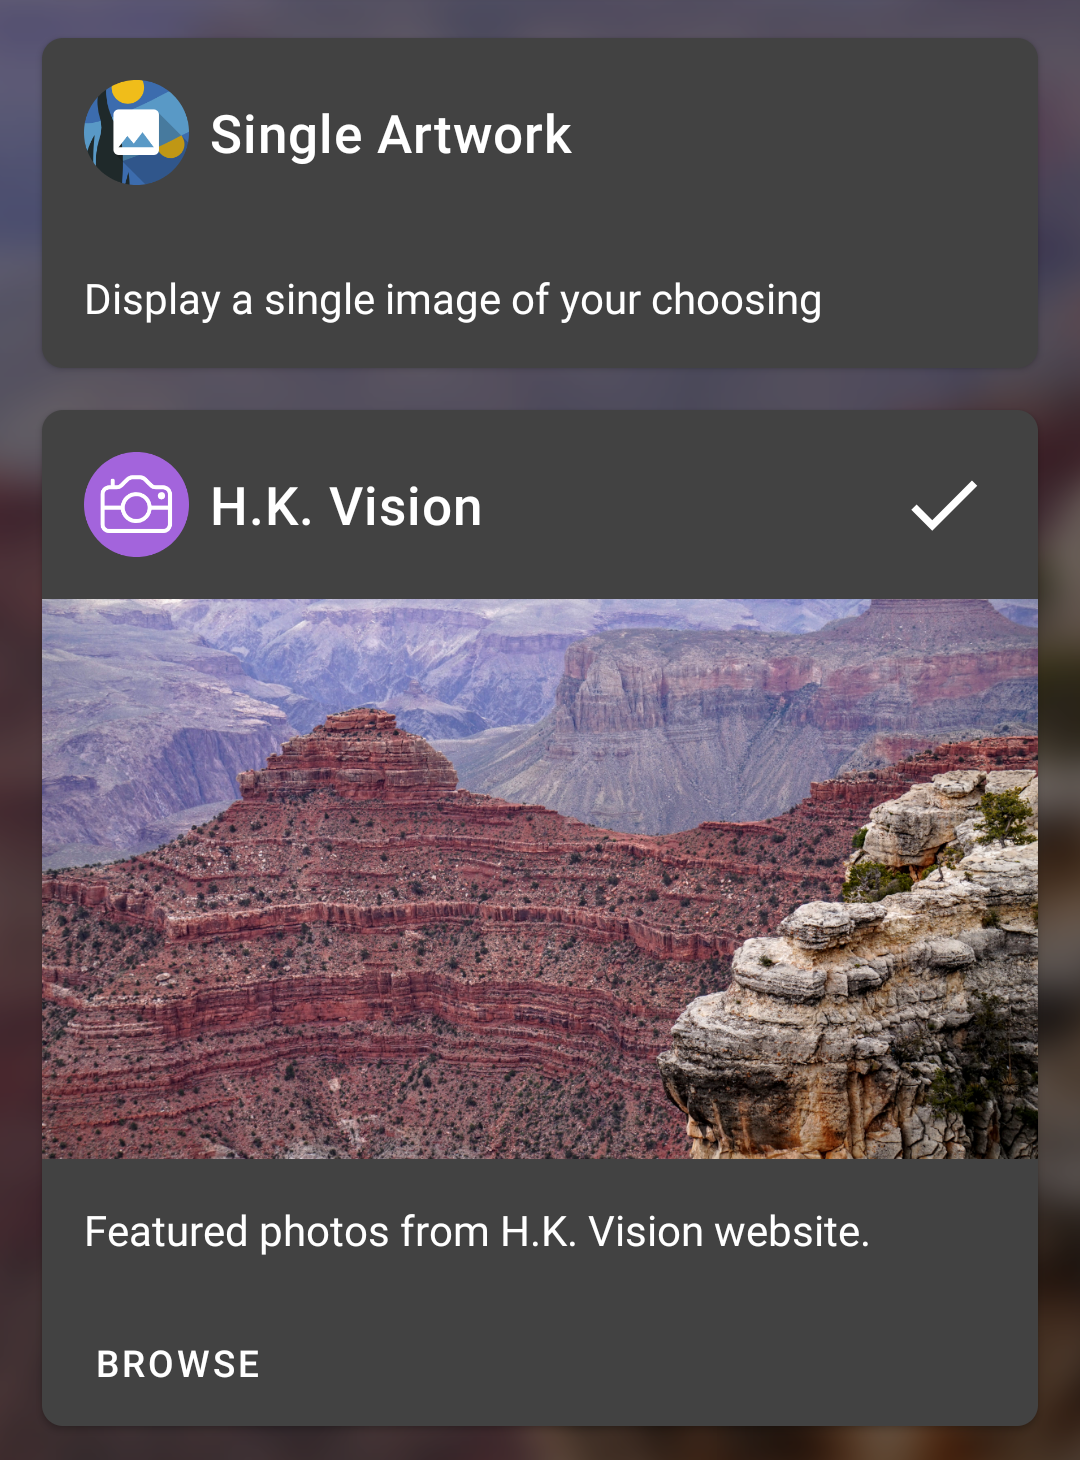 Single Artwork
Display a single image of your choosing
H.K. Vision
Featured photos from H.K. Vision website.
BROWSE